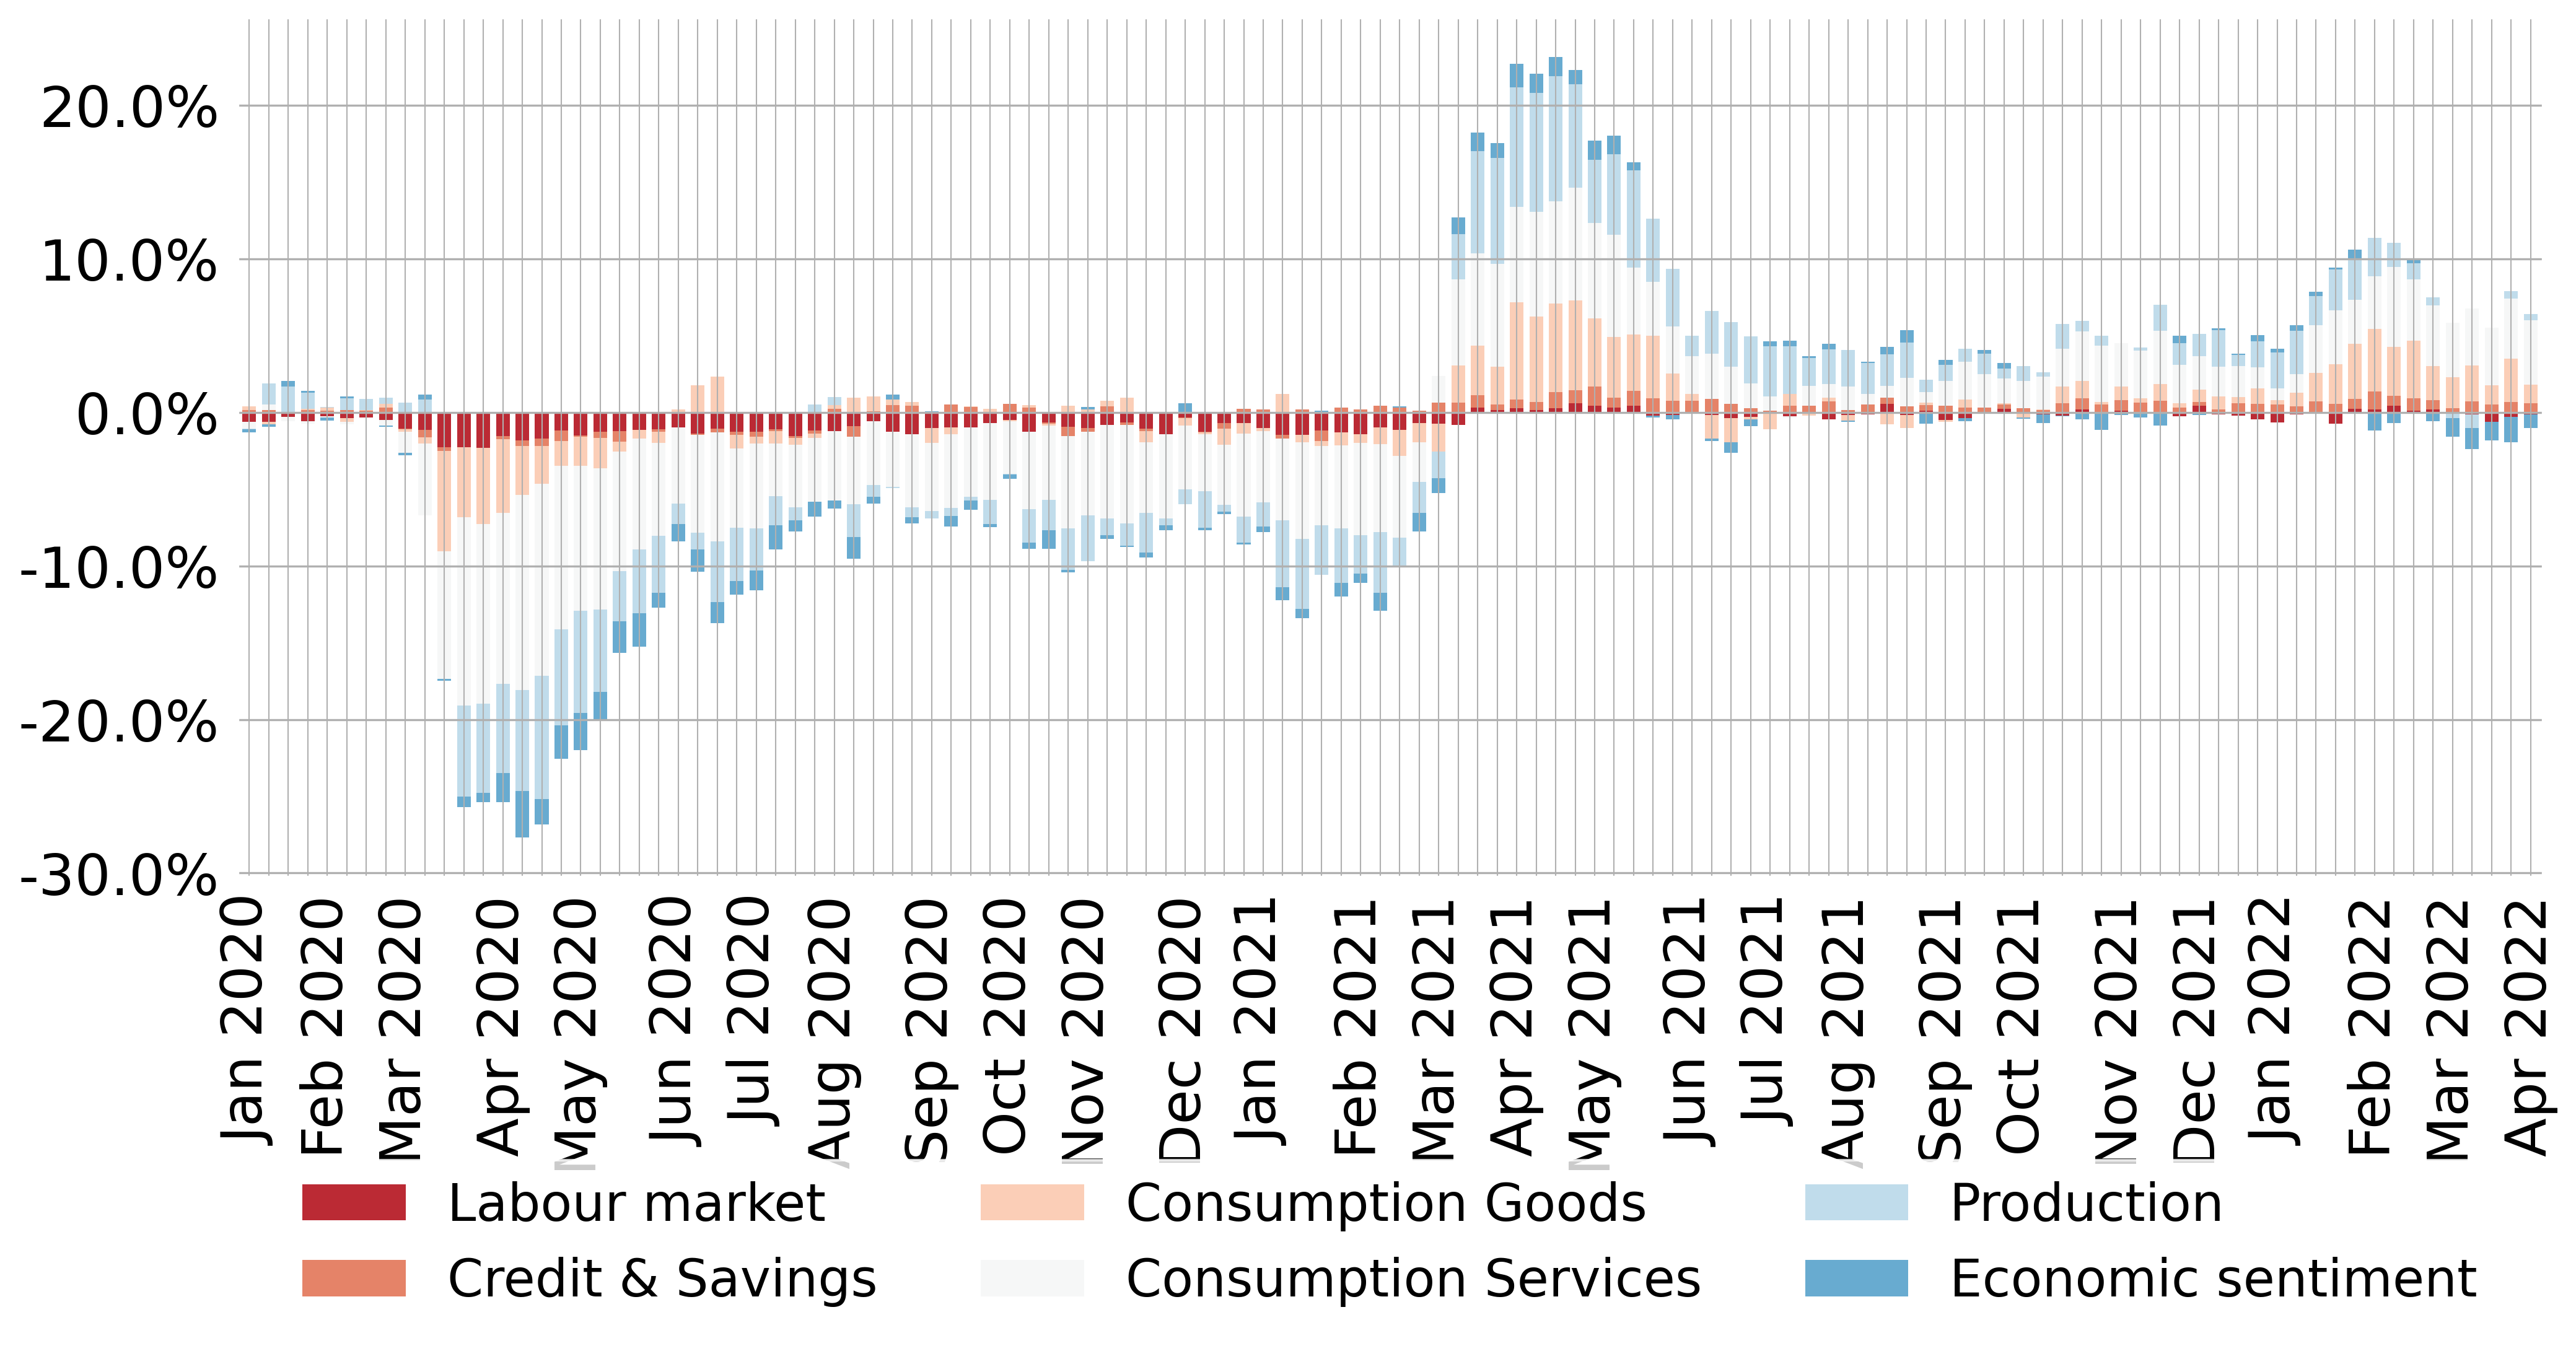 20.0%
10.0%
0.0%
-10.0%
-20.0%
-30.0%
Jan 2020
Feb 2020
Mar 2020
Apr 2020
May 2020
Jun 2020
Jul 2020
Aug 2020
Sep 2020
Oct 2020
Nov 2020
Dec 2020
Jan 2021
Feb 2021
Mar 2021
Apr 2021
May 2021
Jun 2021
Jul 2021
Aug 2021
Sep 2021
Oct 2021
Nov 2021
Dec 2021
Jan 2022
Feb 2022
Mar 2022
Apr 2022
Labour market
Credit & Savings
Consumption Goods
Consumption Services
Production
Economic sentiment